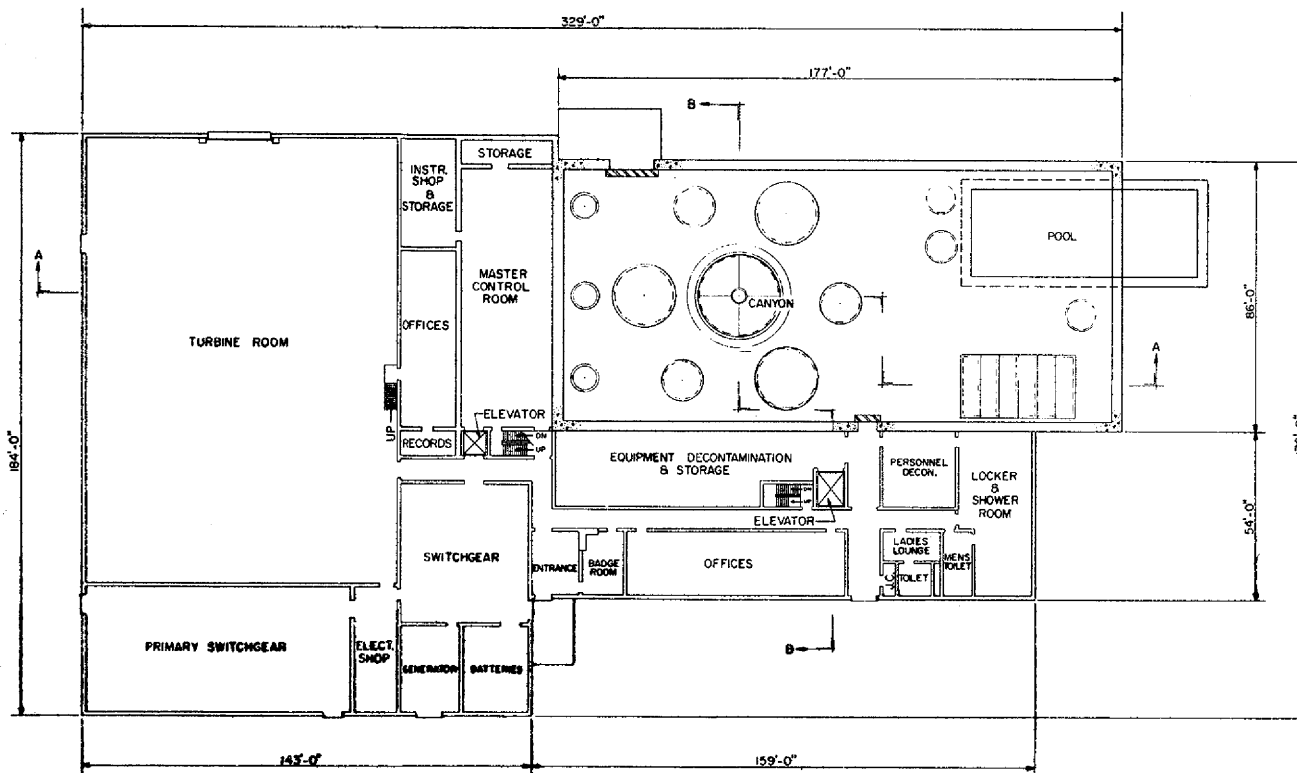 329'-0"
177'-0"
B
STORAGE
INSTR.
SHOP
&
STORAGE
POOL
A
MASTER
CONTROL
ROOM
CANYON
86'-0"
OFFICES
TURBINE ROOM
A
UP
ELEVATOR
RECORDS
DN
UP
184'-0"
EQUIPMENT DECONTAMINATION
& STORAGE
PERSONNEL
DECON.
LOCKER
&
SHOWER
ROOM
DN
UP
ELEVATOR
54'-0"
SWITCHGEAR
ENTRANCE
BADGE
ROOM
OFFICES
LADIES
LOUNGE
MENS
TOILET
J.C.
TOILET
PRIMARY SWITCHGEAR
ELECT.
SHOP
GENERATOR
BATTERIES
B
143'-0"
159'-0"